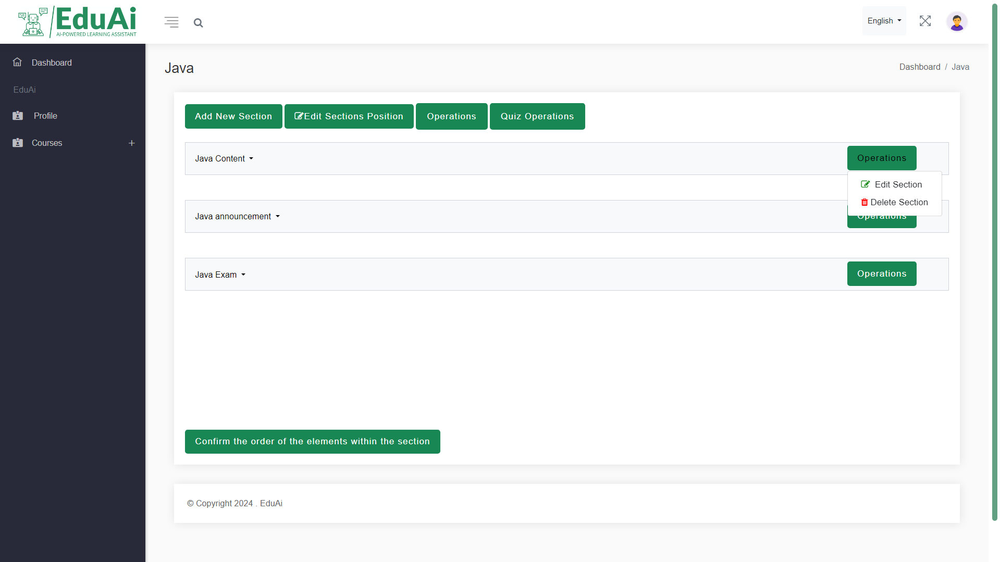 EduAi
AI-POWERED LEARNING ASSISTANT
English
Dashboard
EduAi
Profile
Courses
Java
Dashboard / Java
Add New Section
Edit Sections Position
Operations
Quiz Operations
Java Content
Operations
Edit Section
Delete Section
Java announcement
Operations
Java Exam
Operations
Confirm the order of the elements within the section
© Copyright 2024 . EduAi